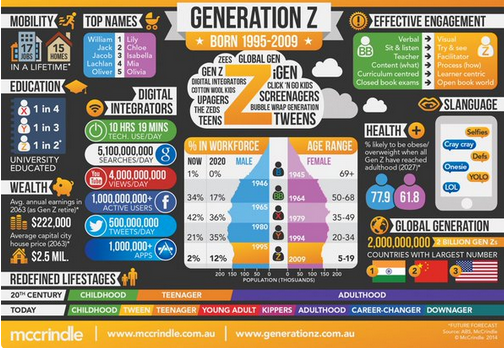 GENERATION Z
BORN 1995-2009
MOBILITY
17 JOBS
15 HOMES
IN A LIFETIME*
TOP NAMES
William 1 Lily
Jack 2 Chloe
Jacob 3 Isabella
Lachlan 4 Mia
Oliver 5 Olivia
EDUCATION
X 1 in 4
Y 1 in 3
Z 1 in 2*
UNIVERSITY
EDUCATED
WEALTH
Avg. annual earnings in
2063 (as Gen Z retire)*
$222,000
Average capital city
house price (2063)*
$2.5 MIL.
DIGITAL
INTEGRATORS
10 HRS 19 MINS
TECH. USE/DAY
5,100,000,000
SEARCHES/DAY
You Tube
4,000,000,000
VIEWS/DAY
1,000,000,000+
ACTIVE USERS
500,000,000
TWEETS/DAY
1,000,000+
APPS
ZEES GLOBAL GEN
GEN Z
iGEN
DIGITAL INTEGRATORS
CLICK 'N GO KIDS
COTTON WOOL KIDS
SCREENAGERS
UPAGERS
BUBBLE WRAP GENERATION
THE ZEDS
TWEENS
TEENS
Z
% IN WORKFORCE
AGE RANGE
NOW 2020 MALE FEMALE
1% 0% 69+
1946
34% 17% 1964 50-68
1965
42% 36% 1979 35-49
1980
21% 35% 1994 20-34
1995
2% 12% 2009 5-19
200 150 100 50 0 50 100 150 200
POPULATION (THOUSANDS)
EFFECTIVE ENGAGEMENT
BB
Z
Verbal Visual
Sit & listen Try & see
Teacher Facilitator
Content (what) Process (how)
Curriculum centred Learner centric
Closed book exams Open book world
HEALTH
% likely to be obese/
overweight when all
Gen Z have reached
adulthood (2027)*
77.9 61.8
SLANGUAGE
Selfies
Cray cray
Defs
Onesie
YOLO
LOL
GLOBAL GENERATION
2,000,000,000 2 BILLION GEN Zs
COUNTRIES WITH LARGEST NUMBER
1 2 3
REDEFINED LIFESTAGES
20TH CENTURY CHILDHOOD TEENAGER ADULTHOOD
TODAY CHILDHOOD TWEEN TEENAGER YOUNG ADULT KIPPERS ADULTHOOD CAREER-CHANGER DOWNAGER
mccrindle
www.mccrindle.com.au
www.generationz.com.au
*FUTURE FORECAST
Source: ABS, McCrindle
© McCrindle 2014